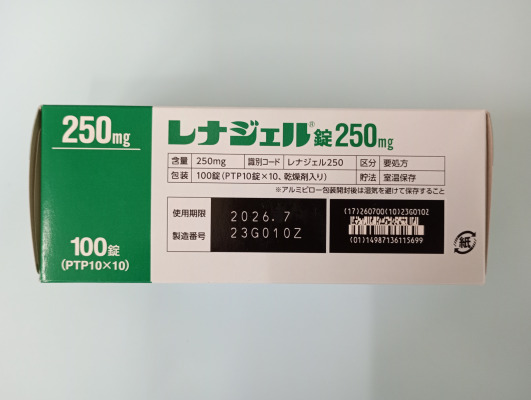 250mg
100錠
(PTP10×10)
レナジェル®錠250mg
含量 250mg 識別コード レナジェル250 区分 要処方
包装 100錠(PTP10錠×10、乾燥剤入り) 貯法 室温保存
※アルミピロー包装開封後は湿気を避けて保存すること
使用期限 2026.7
製造番号 23G010Z
(17)260700(10)23G010Z
(01)14987136115699
紙